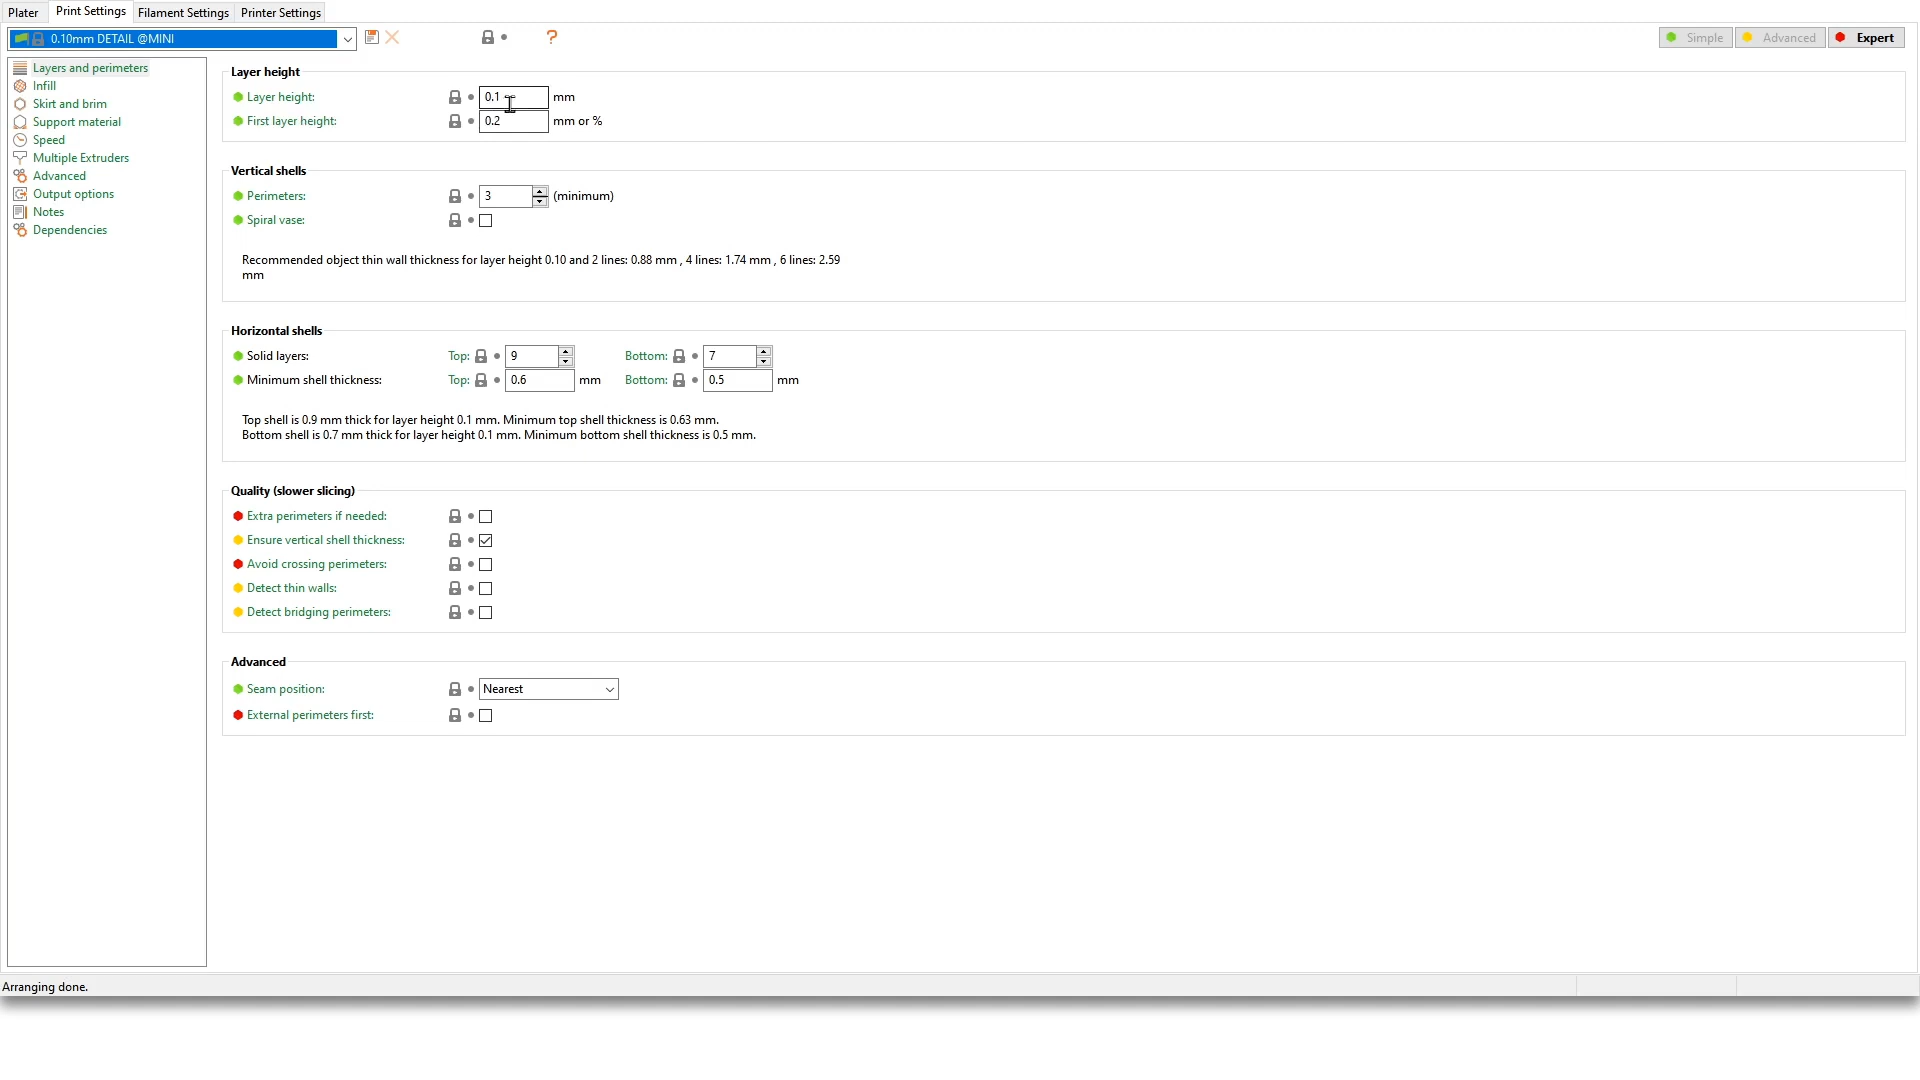 Plater Print Settings Filament Settings Printer Settings
0.10mm DETAIL @MINI ? Simple Advanced Expert
Layers and perimeters
Infill
Skirt and brim
Support material
Speed
Multiple Extruders
Advanced
Output options
Notes
Dependencies
Layer height
Layer height: 0.1 mm
First layer height: 0.2 mm or %
Vertical shells
Perimeters: 3 (minimum)
Spiral vase:
Recommended object thin wall thickness for layer height 0.10 and 2 lines: 0.88 mm , 4 lines: 1.74 mm , 6 lines: 2.59
mm
Horizontal shells
Solid layers: Top: 9 Bottom: 7
Minimum shell thickness: Top: 0.6 mm Bottom: 0.5 mm
Top shell is 0.9 mm thick for layer height 0.1 mm. Minimum top shell thickness is 0.63 mm.
Bottom shell is 0.7 mm thick for layer height 0.1 mm. Minimum bottom shell thickness is 0.5 mm.
Quality (slower slicing)
Extra perimeters if needed:
Ensure vertical shell thickness:
Avoid crossing perimeters:
Detect thin walls:
Detect bridging perimeters:
Advanced
Seam position: Nearest
External perimeters first:
Arranging done.